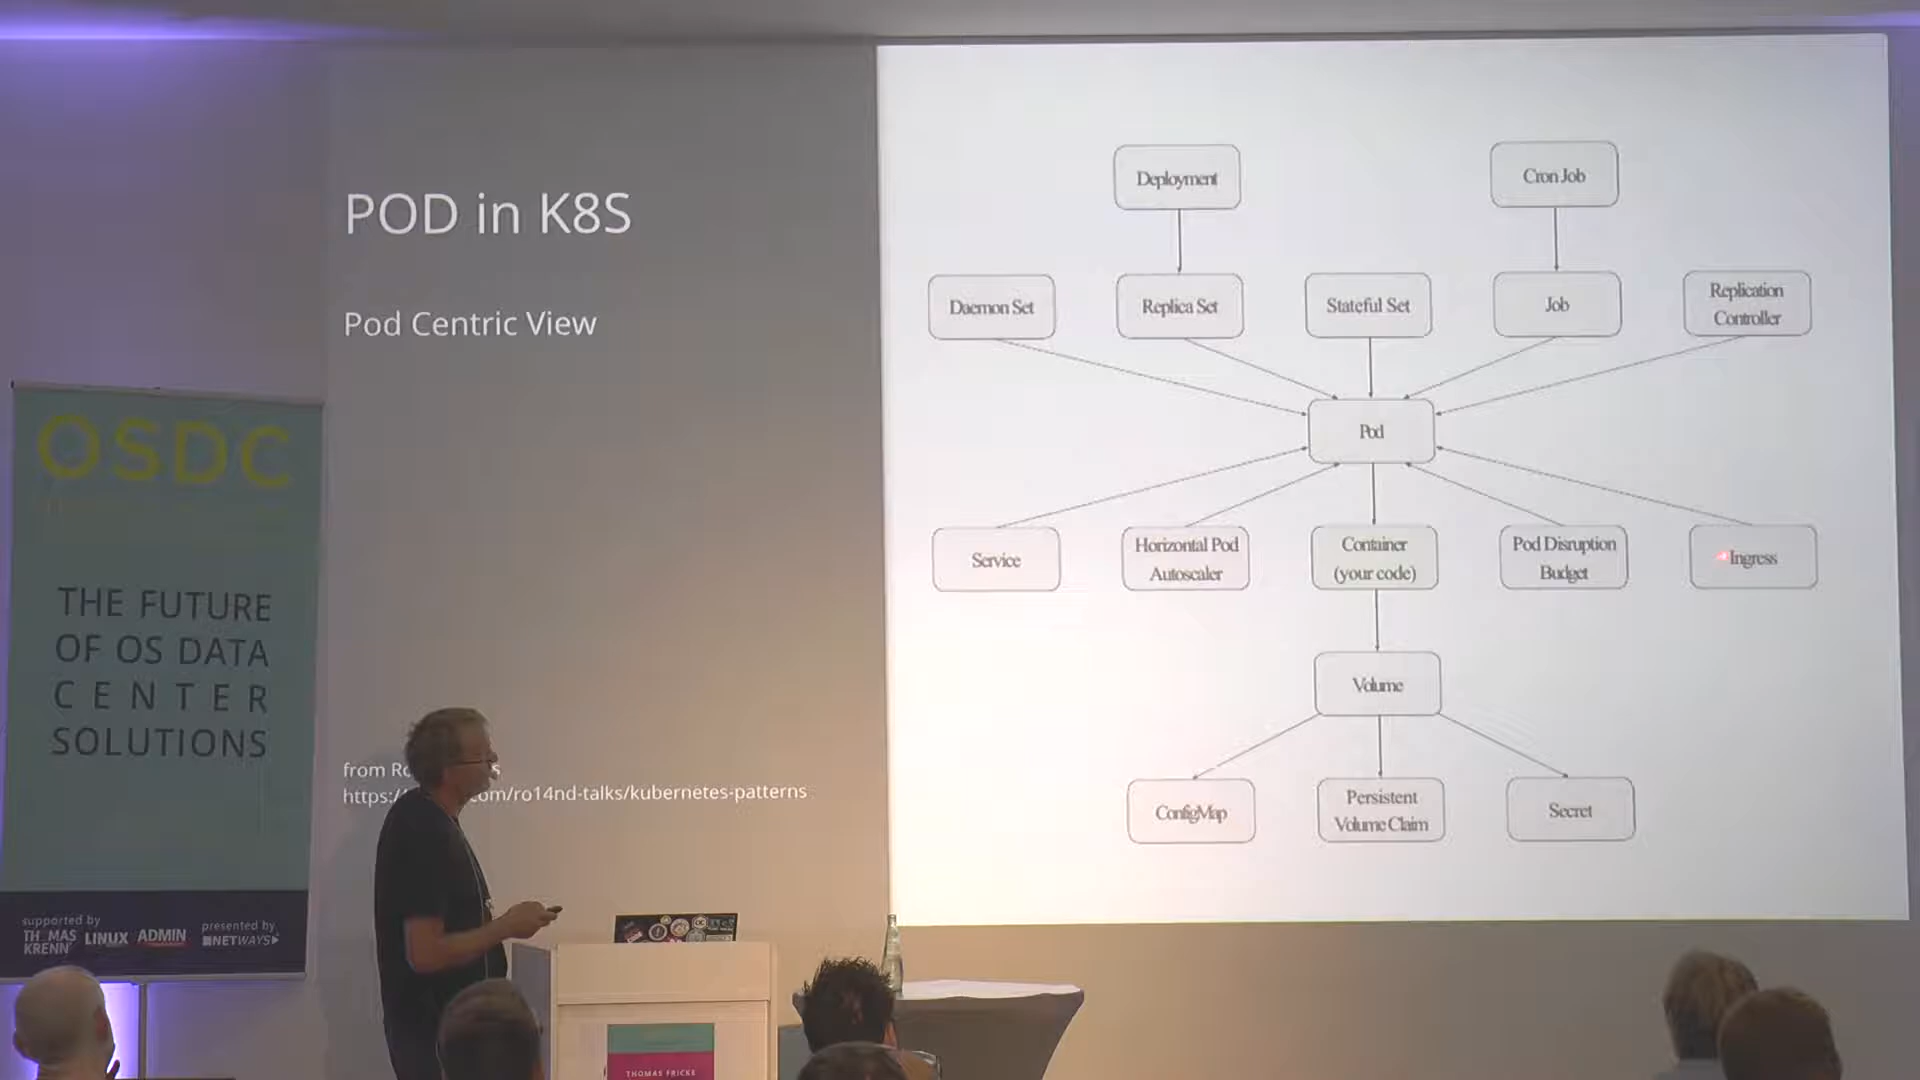 POD in K8S
Pod Centric View
from Ro
https:/ com/ro14nd-talks/kubernetes-patterns
Deployment
Cron Job
Daemon Set
Replica Set
Stateful Set
Job
Replication
Controller
Pod
Service
Horizontal Pod
Autoscaler
Container
(your code)
Pod Disruption
Budget
Ingress
Volume
ConfigMap
Persistent
Volume Claim
Secret
OSDC
THE FUTURE
OF OS DATA
CENTER
SOLUTIONS
supported by
TH MAS
KRENN
LINUX
ADMIN
presented by
NETWAYS
THOMAS FRICKE